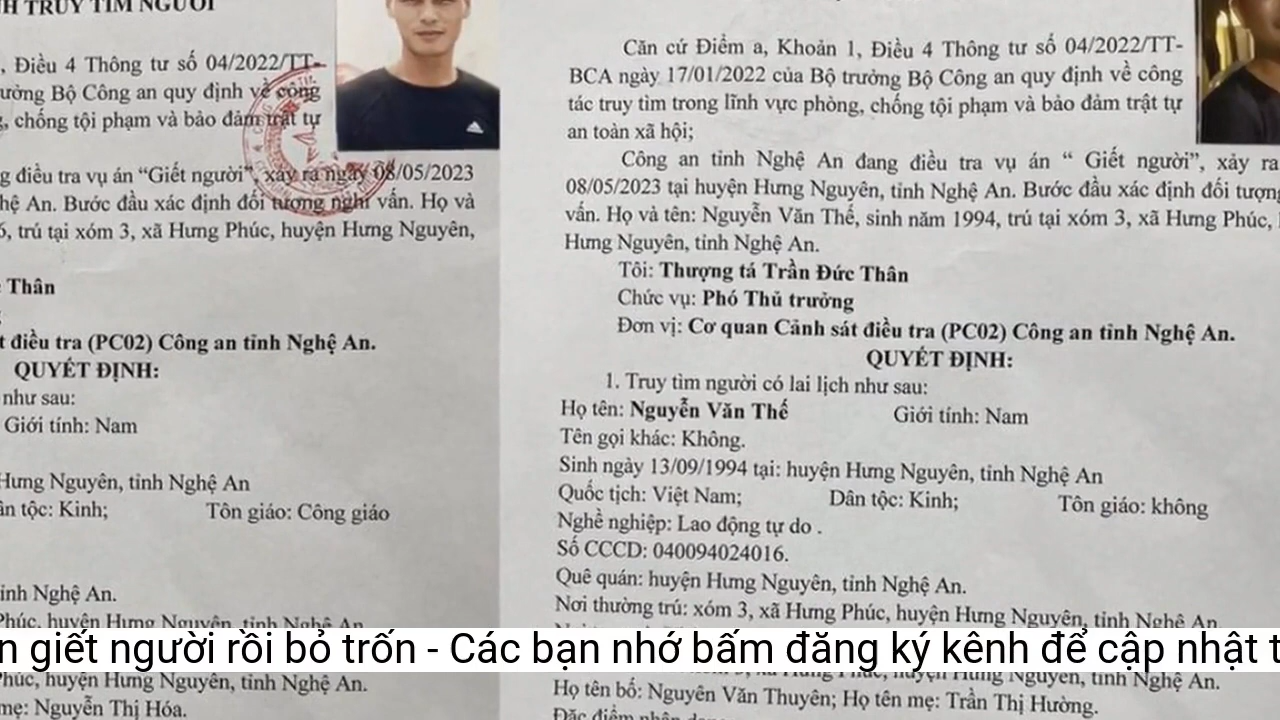 H TRUY TÌM NGƯỜI
, Điều 4 Thông tư số 04/2022/TT-
ưởng Bộ Công an quy định về công
, chống tội phạm và bảo đảm trật tự
g điều tra vụ án “Giết người”, xảy ra ngày 08/05/2023
hệ An. Bước đầu xác định đối tượng nghi vấn. Họ và
6, trú tại xóm 3, xã Hưng Phúc, huyện Hưng Nguyên,
Thân
t điều tra (PC02) Công an tỉnh Nghệ An.
QUYẾT ĐỊNH:
như sau:
Giới tính: Nam
Hưng Nguyên, tỉnh Nghệ An
ân tộc: Kinh; Tôn giáo: Công giáo
tỉnh Nghệ An.
Phúc, huyện Hưng Nguyên, tỉnh Nghệ An.
Phúc, huyện Hưng Nguyên, tỉnh Nghệ An.
mẹ: Nguyễn Thị Hóa.
Căn cứ Điểm a, Khoản 1, Điều 4 Thông tư số 04/2022/TT-
BCA ngày 17/01/2022 của Bộ trưởng Bộ Công an quy định về công
tác truy tìm trong lĩnh vực phòng, chống tội phạm và bảo đảm trật tự
an toàn xã hội;
Công an tỉnh Nghệ An đang điều tra vụ án “ Giết người”, xảy ra
08/05/2023 tại huyện Hưng Nguyên, tỉnh Nghệ An. Bước đầu xác định đối tượng
vấn. Họ và tên: Nguyễn Văn Thế, sinh năm 1994, trú tại xóm 3, xã Hưng Phúc,
Hưng Nguyên, tỉnh Nghệ An.
Tôi: Thượng tá Trần Đức Thân
Chức vụ: Phó Thủ trưởng
Đơn vị: Cơ quan Cảnh sát điều tra (PC02) Công an tỉnh Nghệ An.
QUYẾT ĐỊNH:
1. Truy tìm người có lai lịch như sau:
Họ tên: Nguyễn Văn Thế Giới tính: Nam
Tên gọi khác: Không.
Sinh ngày 13/09/1994 tại: huyện Hưng Nguyên, tỉnh Nghệ An
Quốc tịch: Việt Nam; Dân tộc: Kinh; Tôn giáo: không
Nghề nghiệp: Lao động tự do .
Số CCCD: 040094024016.
Quê quán: huyện Hưng Nguyên, tỉnh Nghệ An.
Nơi thường trú: xóm 3, xã Hưng Phúc, huyện Hưng Nguyên, tỉnh Nghệ An.
Họ tên bố: Nguyễn Văn Thuyên; Họ tên mẹ: Trần Thị Hường.
n giết người rồi bỏ trốn - Các bạn nhớ bấm đăng ký kênh để cập nhật t